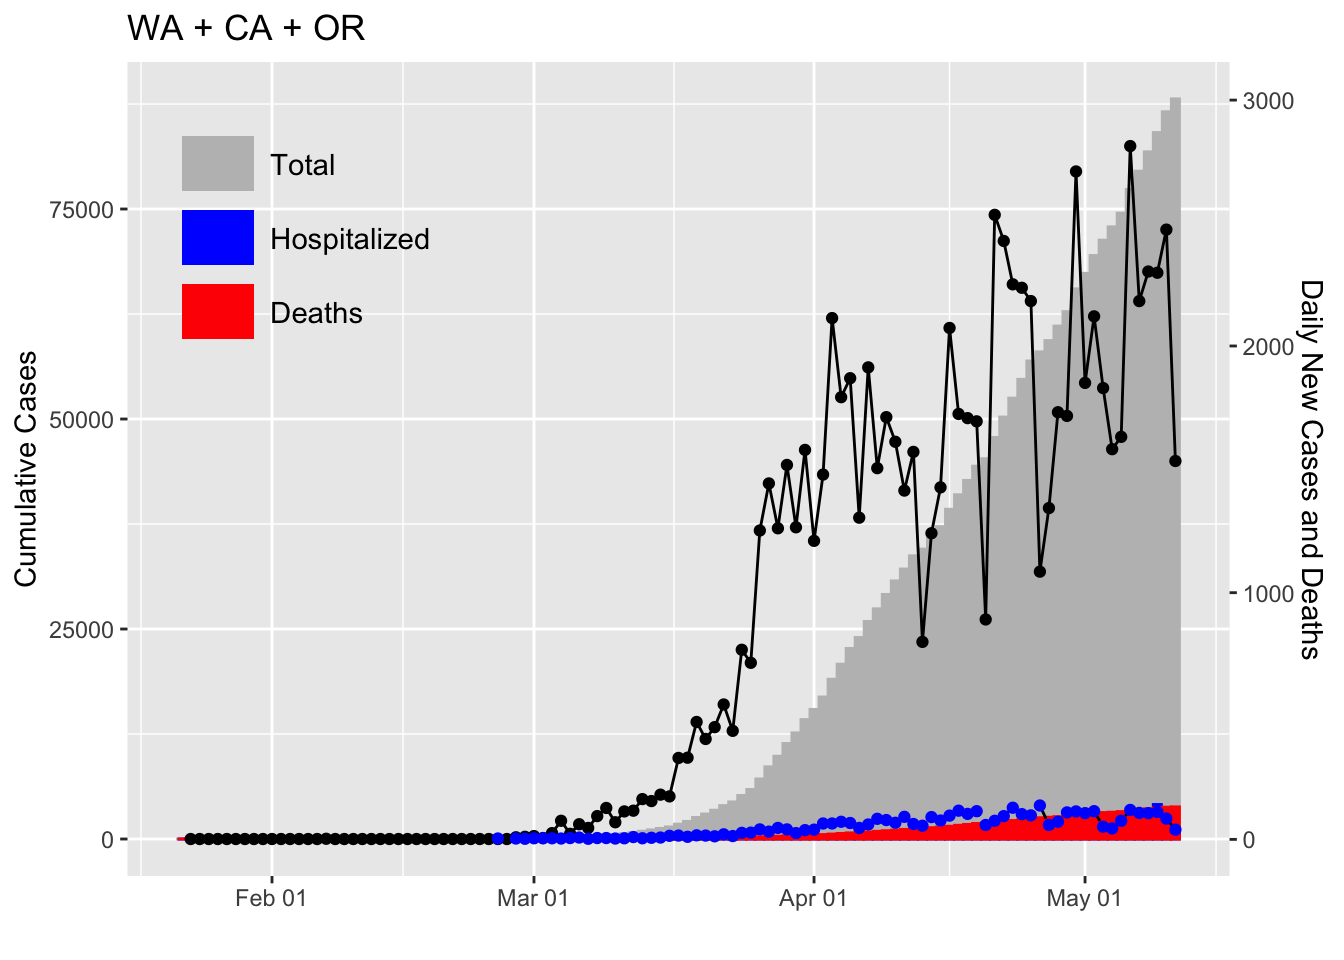 WA + CA + OR
Total
Hospitalized
Deaths
Cumulative Cases
75000
50000
25000
0
Daily New Cases and Deaths
3000
2000
1000
0
Feb 01
Mar 01
Apr 01
May 01